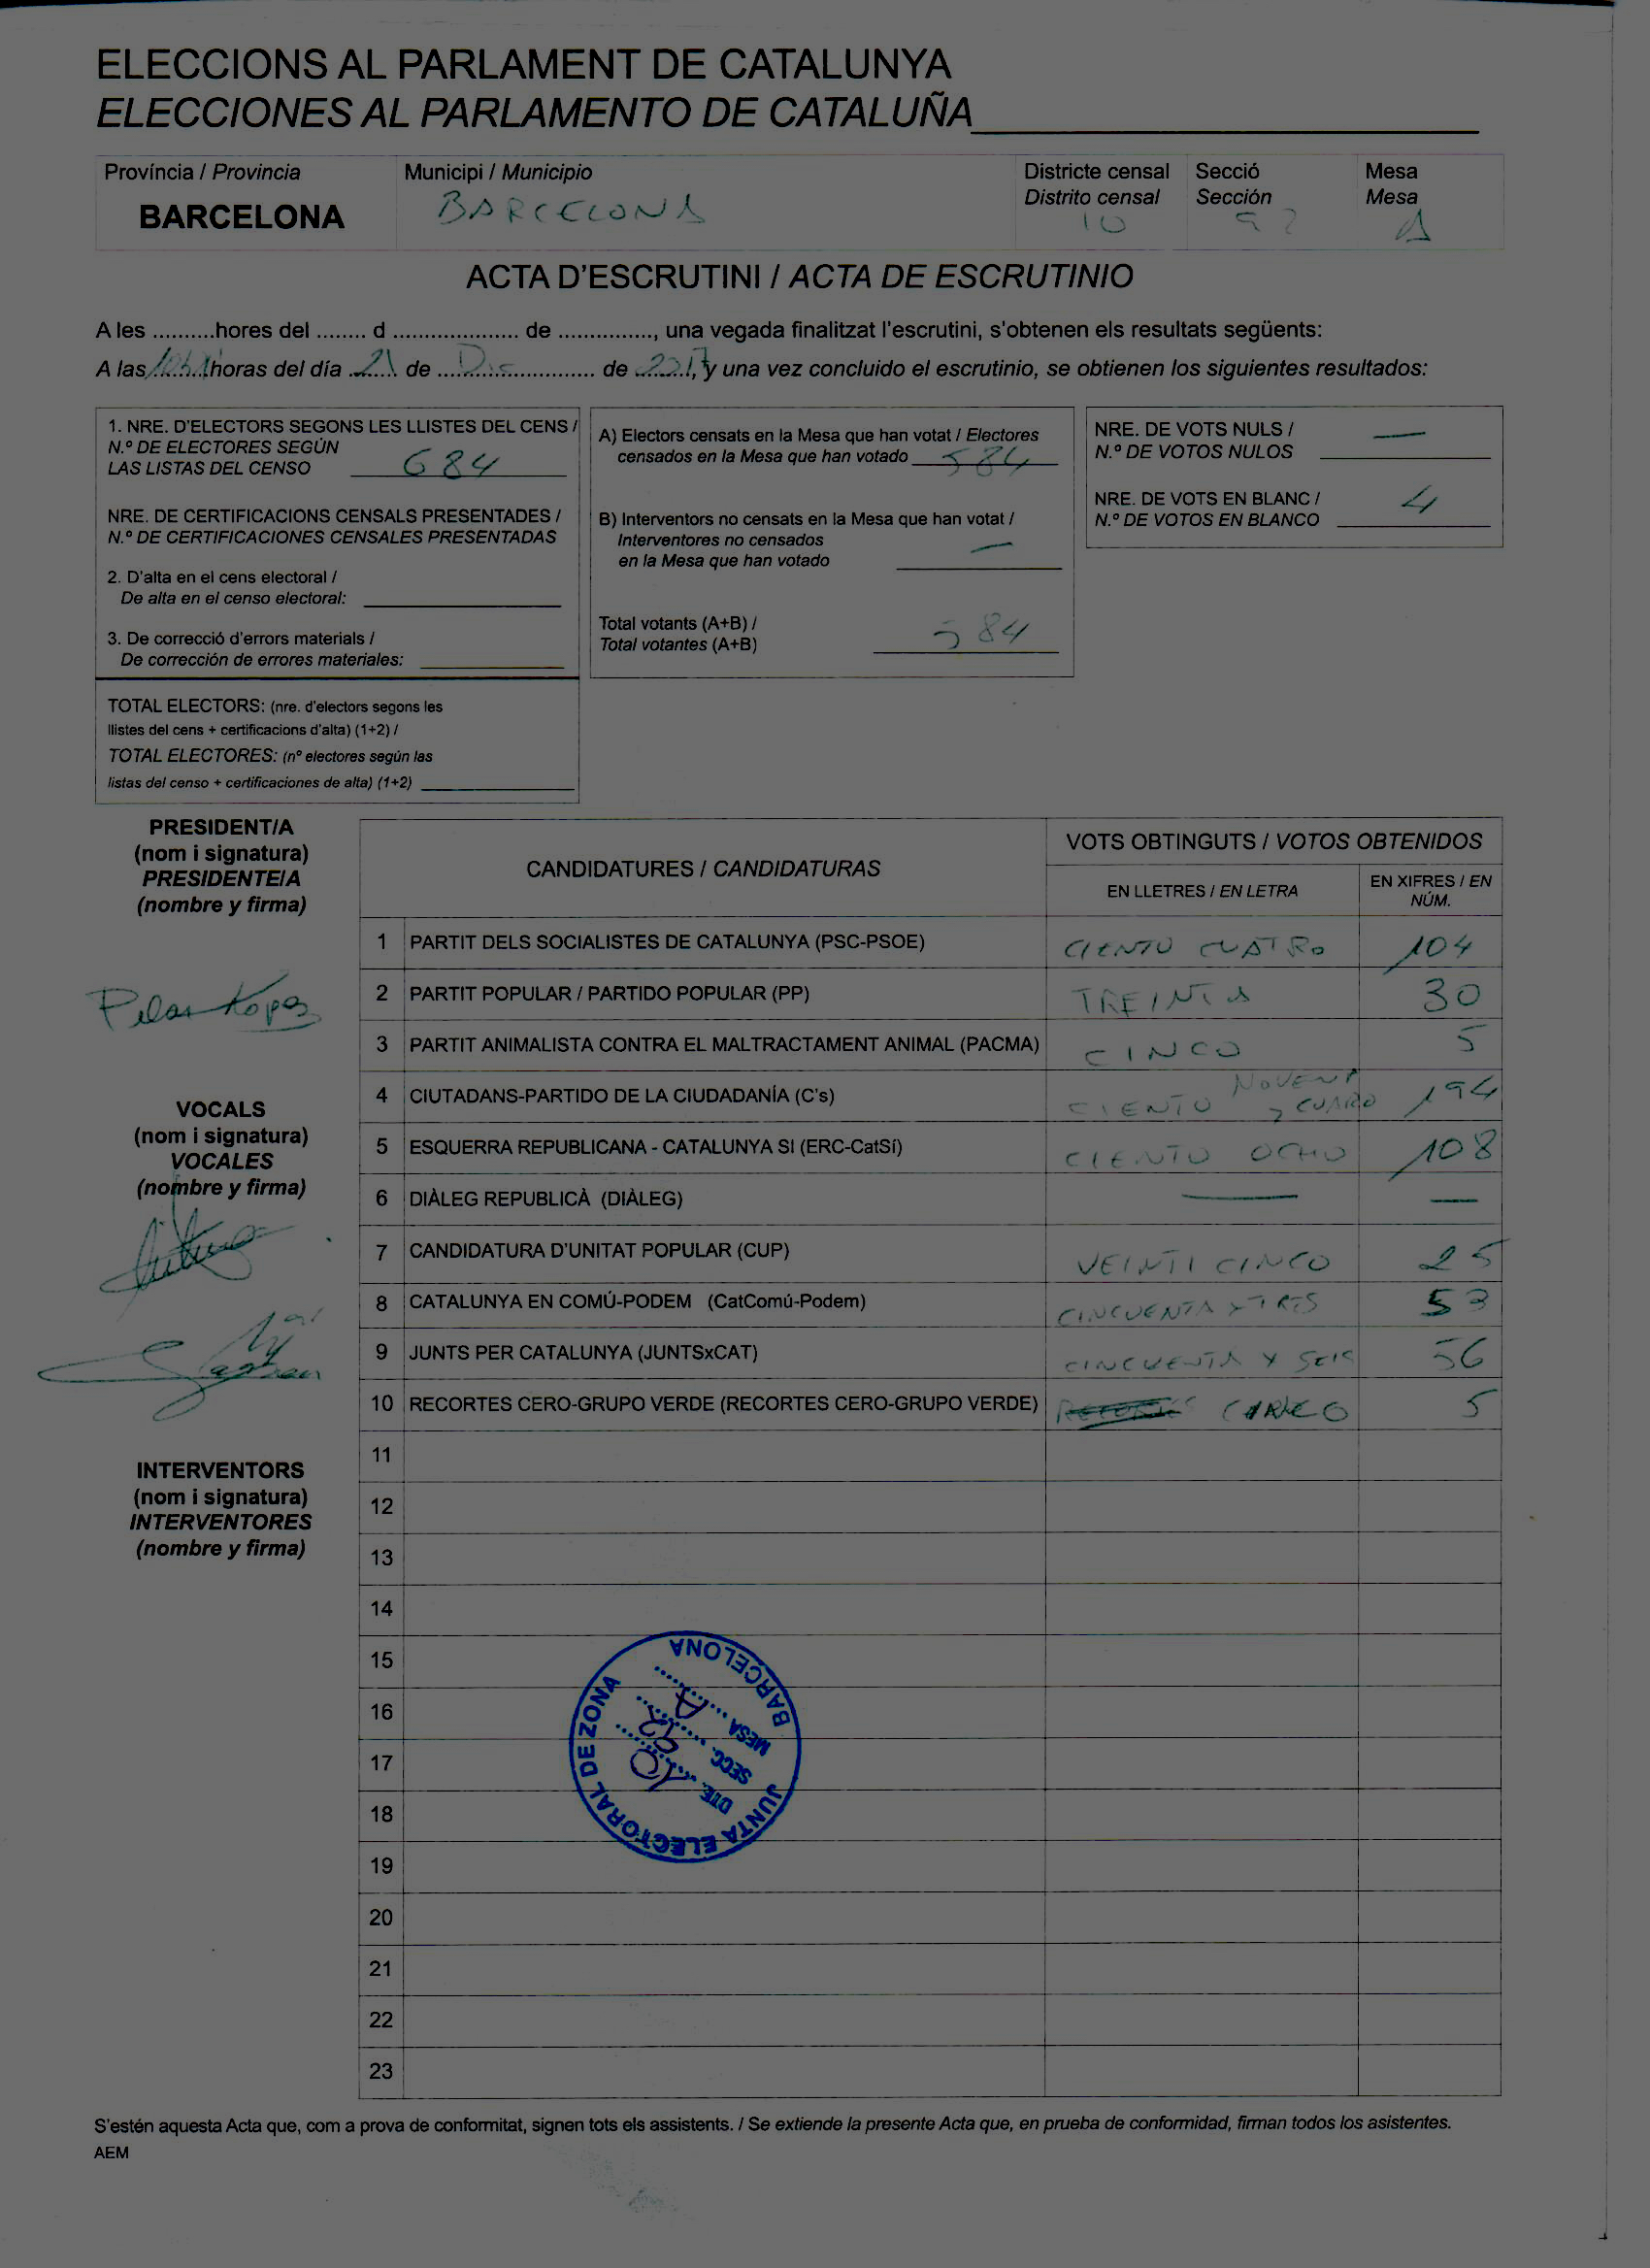 ELECCIONS AL PARLAMENT DE CATALUNYA
ELECCIONES AL PARLAMENTO DE CATALUÑA
Província / Provincia
BARCELONA
Municipi / Municipio
BARCELONA
Districte censal
Distrito censal
10
Secció
Sección
92
Mesa
Mesa
A
ACTA D'ESCRUTINI / ACTA DE ESCRUTINIO
A les ..........hores del ........ d .................... de ..............., una vegada finalitzat l'escrutini, s'obtenen els resultats següents:
A las horas del día 21 de Dic de 2017, y una vez concluido el escrutinio, se obtienen los siguientes resultados:
1. NRE. D'ELECTORS SEGONS LES LLISTES DEL CENS /
N.º DE ELECTORES SEGÚN
LAS LISTAS DEL CENSO 684
NRE. DE CERTIFICACIONS CENSALS PRESENTADES /
N.º DE CERTIFICACIONES CENSALES PRESENTADAS
2. D'alta en el cens electoral /
De alta en el censo electoral:
3. De correcció d'errors materials /
De corrección de errores materiales:
TOTAL ELECTORS: (nre. d'electors segons les
llistes del cens + certificacions d'alta) (1+2) /
TOTAL ELECTORES: (nº electores según las
listas del censo + certificaciones de alta) (1+2)
A) Electors censats en la Mesa que han votat / Electores
censados en la Mesa que han votado 584
B) Interventors no censats en la Mesa que han votat /
Interventores no censados
en la Mesa que han votado —
Total votants (A+B) /
Total votantes (A+B) 584
NRE. DE VOTS NULS /
N.º DE VOTOS NULOS —
NRE. DE VOTS EN BLANC /
N.º DE VOTOS EN BLANCO 4
PRESIDENT/A
(nom i signatura)
PRESIDENTE/A
(nombre y firma)
Pilar Lopez
VOCALS
(nom i signatura)
VOCALES
(nombre y firma)
INTERVENTORS
(nom i signatura)
INTERVENTORES
(nombre y firma)
CANDIDATURES / CANDIDATURAS
VOTS OBTINGUTS / VOTOS OBTENIDOS
EN LLETRES / EN LETRA
EN XIFRES / EN
NÚM.
1 PARTIT DELS SOCIALISTES DE CATALUNYA (PSC-PSOE) CIENTO CUATRO 104
2 PARTIT POPULAR / PARTIDO POPULAR (PP) TREINTA 30
3 PARTIT ANIMALISTA CONTRA EL MALTRACTAMENT ANIMAL (PACMA) CINCO 5
4 CIUTADANS-PARTIDO DE LA CIUDADANÍA (C's) CIENTO NOVENTA y CUARO 194
5 ESQUERRA REPUBLICANA - CATALUNYA SI (ERC-CatSí) CIENTO OCHO 108
6 DIÀLEG REPUBLICÀ (DIÀLEG) — —
7 CANDIDATURA D'UNITAT POPULAR (CUP) VEINTI CINCO 25
8 CATALUNYA EN COMÚ-PODEM (CatComú-Podem) CINCUENTA Y TRES 53
9 JUNTS PER CATALUNYA (JUNTSxCAT) CINCUENTA Y SEIS 56
10 RECORTES CERO-GRUPO VERDE (RECORTES CERO-GRUPO VERDE) CINCO 5
11
12
13
14
15
16
17
18
19
20
21
22
23
JUNTA ELECTORAL DE ZONA
BARCELONA
DTE. 10
SECC. 92
MESA A
S'estén aquesta Acta que, com a prova de conformitat, signen tots els assistents. / Se extiende la presente Acta que, en prueba de conformidad, firman todos los asistentes.
AEM